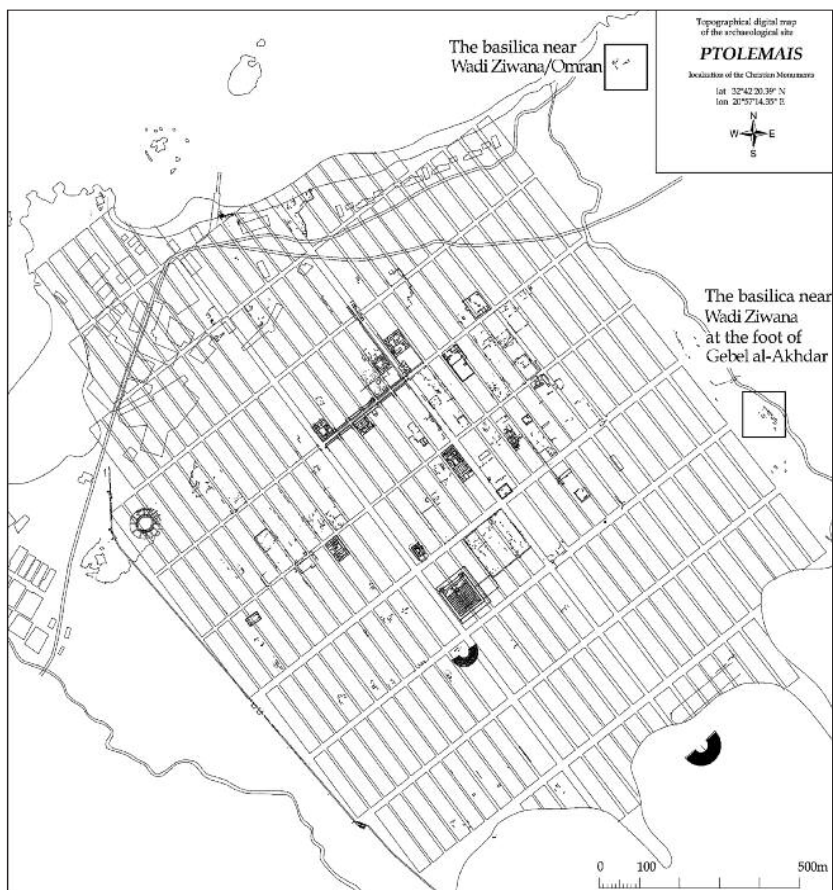 Topographical digital map
of the archaeological site
PTOLEMAIS
localization of the Christian Monuments
lat 32°42'20.39" N
lon 20°57'14.35" E
N
W E
S
The basilica near
Wadi Ziwana/Omran
The basilica near
Wadi Ziwana
at the foot of
Gebel al-Akhdar
0 100 500m